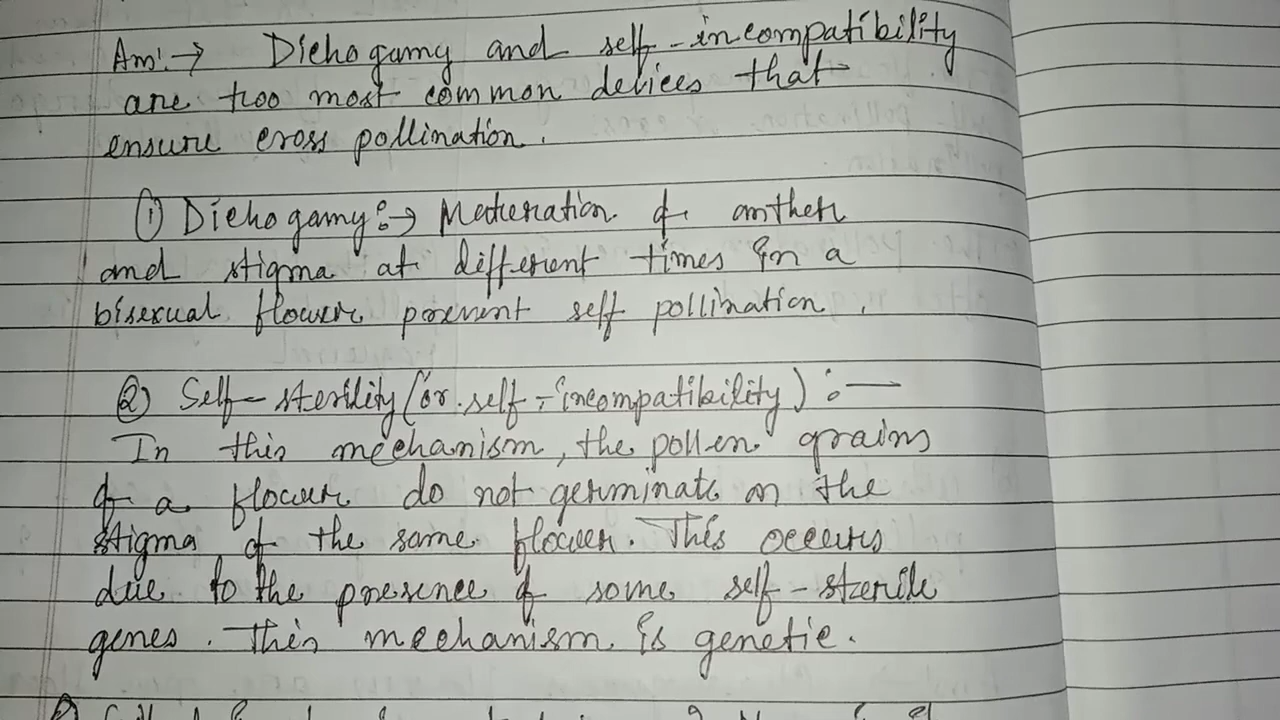 Ans:→ Dichogamy and self-incompatibility
are two most common devices that
ensure cross pollination.
① Dichogamy:→ Maturation of anther
and stigma at different times in a
bisexual flower prevent self pollination.
② Self-sterility (or self-incompatibility) :—
In this mechanism, the pollen grains
of a flower do not germinate on the
stigma of the same flower. This occurs
due to the presence of some self-sterile
genes. This mechanism is genetic.